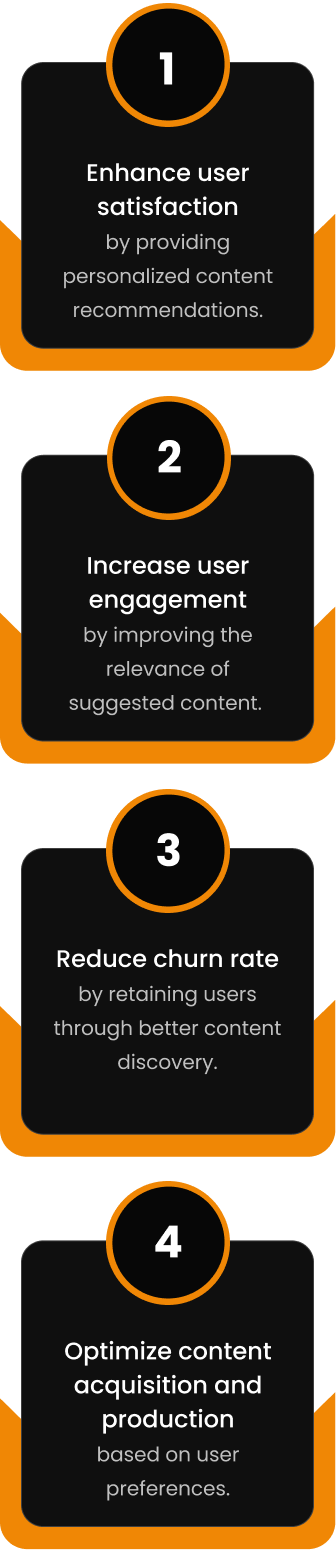 1
Enhance user
satisfaction
by providing
personalized content
recommendations.
2
Increase user
engagement
by improving the
relevance of
suggested content.
3
Reduce churn rate
by retaining users
through better content
discovery.
4
Optimize content
acquisition and
production
based on user
preferences.